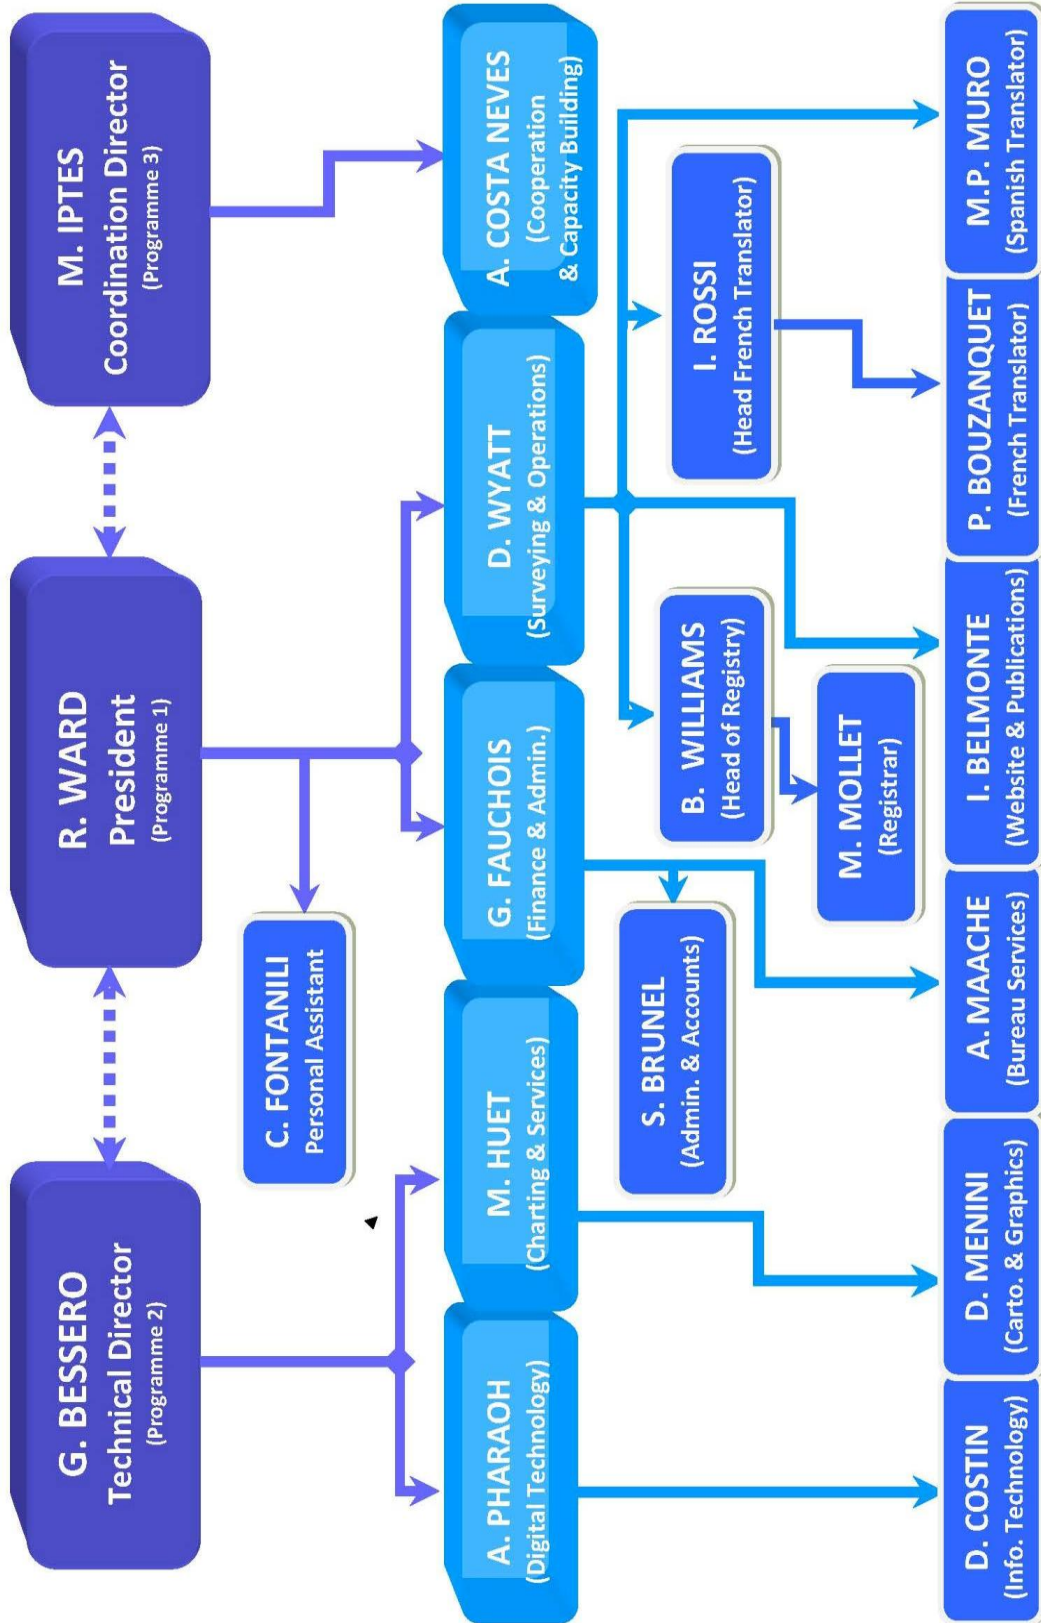 G. BESSERO
Technical Director
(Programme 2)
R. WARD
President
(Programme 1)
M. IPTES
Coordination Director
(Programme 3)
C. FONTANILI
Personal Assistant
A. PHARAOH
(Digital Technology)
M. HUET
(Charting & Services)
G. FAUCHOIS
(Finance & Admin.)
D. WYATT
(Surveying & Operations)
A. COSTA NEVES
(Cooperation
& Capacity Building)
S. BRUNEL
(Admin. & Accounts)
B. WILLIAMS
(Head of Registry)
I. ROSSI
(Head French Translator)
M. MOLLET
(Registrar)
D. COSTIN
(Info. Technology)
D. MENINI
(Carto. & Graphics)
A. MAACHE
(Bureau Services)
I. BELMONTE
(Website & Publications)
P. BOUZANQUET
(French Translator)
M.P. MURO
(Spanish Translator)